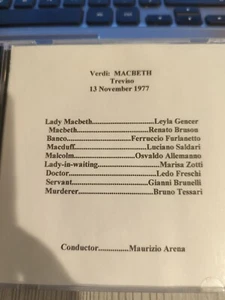 Verdi: MACBETH
Treviso
13 November 1977
Lady Macbeth......................Leyla Gencer
Macbeth.........................Renato Bruson
Banco.........................Ferruccio Furlanetto
Macduff.........................Luciano Saldari
Malcolm....................Osvaldo Allemanno
Lady-in-waiting....................Marina Zotti
Doctor............................Ledo Freschi
Servant.........................Gianni Brunelli
Murderer.........................Bruno Tessari
Conductor...............Maurizio Arena